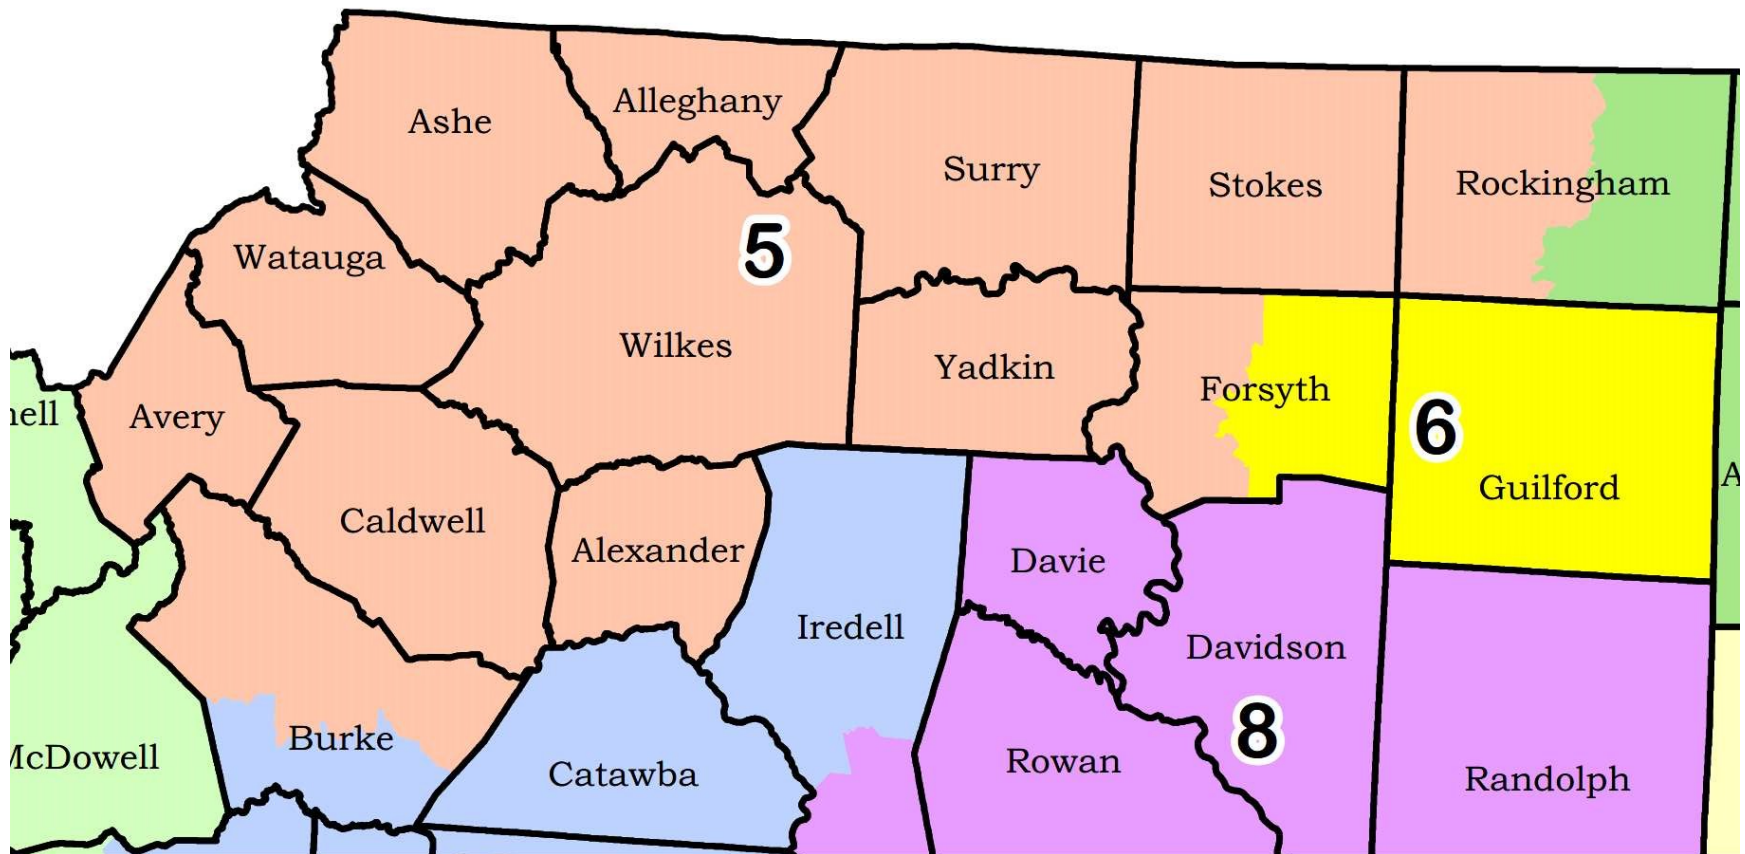 Ashe
Alleghany
Surry
Stokes
Rockingham
Watauga
5
Wilkes
Yadkin
Forsyth
nell
Avery
6
Guilford
A
Caldwell
Alexander
Davie
Iredell
Davidson
Burke
8
McDowell
Catawba
Rowan
Randolph